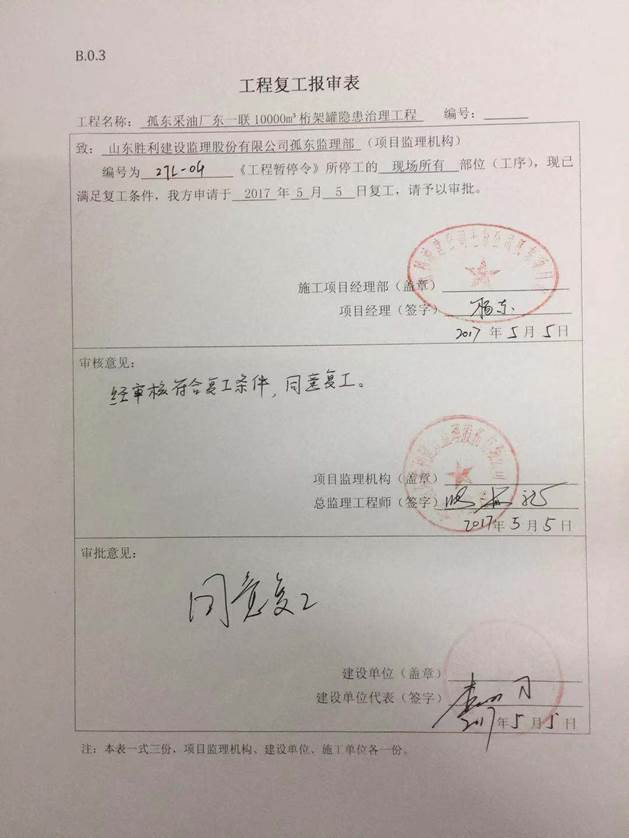 B.0.3
工程复工报审表
工程名称： 孤东采油厂东一联 10000m³ 桁架罐隐患治理工程 编号：
致： 山东胜利建设监理股份有限公司孤东监理部 （项目监理机构）
编号为 27L-04 《工程暂停令》所停工的 现场所有 部位（工序），现已
满足复工条件，我方申请于 2017 年 5 月 5 日复工，请予以审批。
施工项目经理部（盖章）
项目经理（签字） 杨东
2017 年 5 月 5 日
审核意见：
经审核符合复工条件，同意复工。
项目监理机构（盖章）
总监理工程师（签字）
2017 年 5 月 5 日
审批意见：
同意复工
建设单位（盖章）
建设单位代表（签字）
2017 年 5 月 5 日
注：本表一式三份，项目监理机构、建设单位、施工单位各一份。